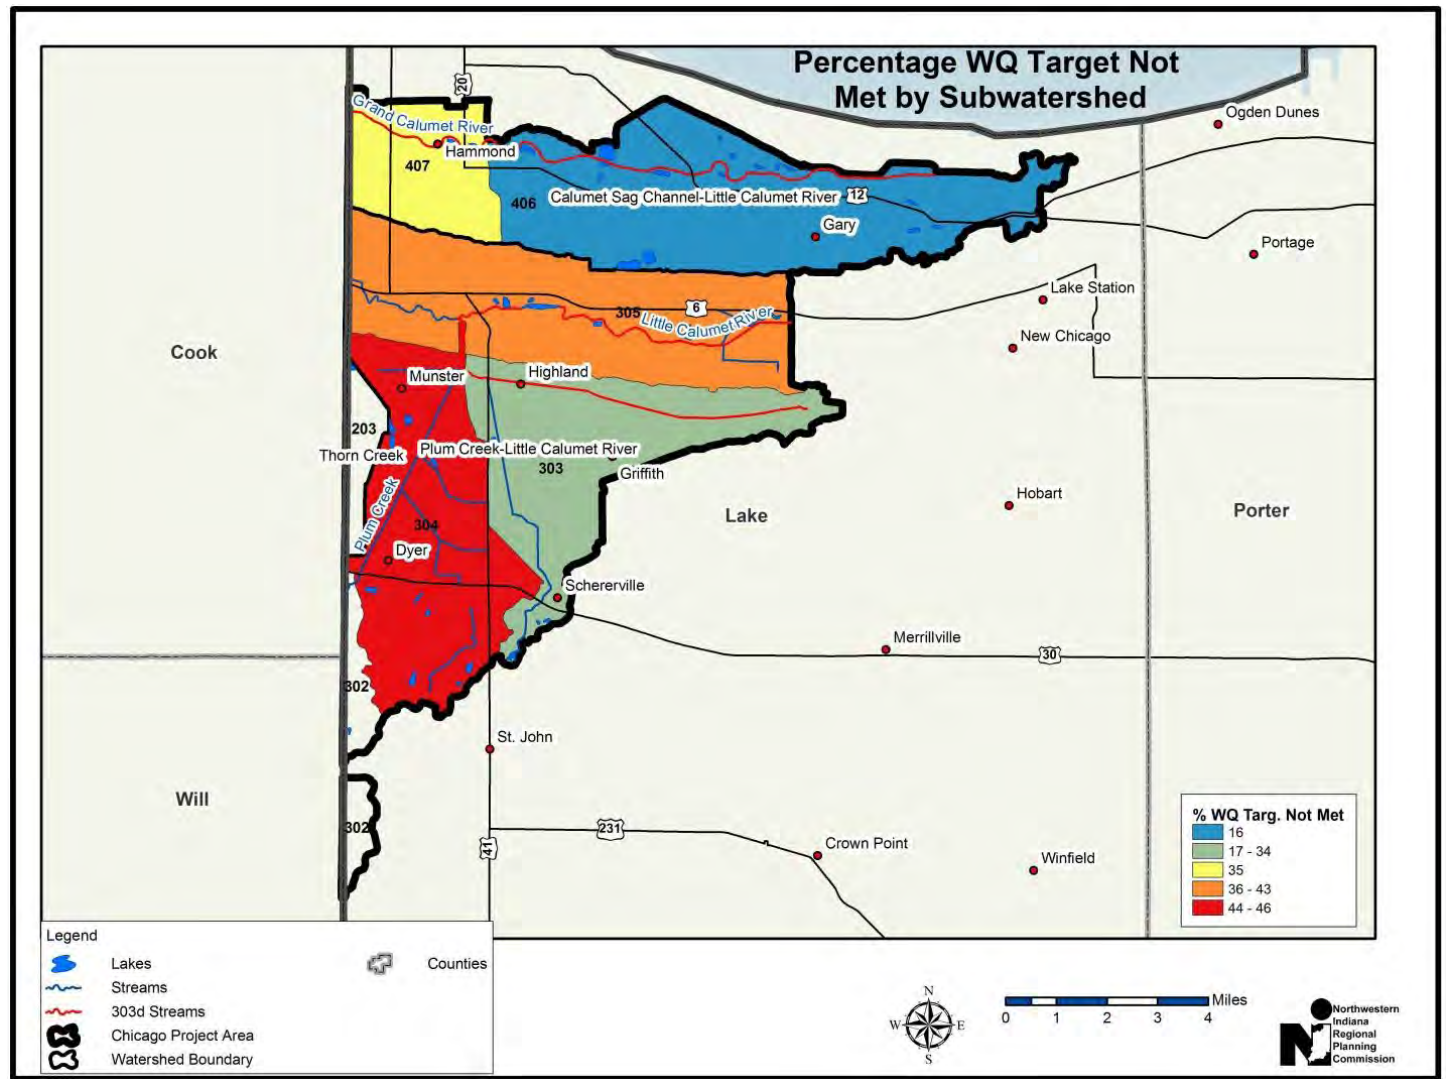 Percentage WQ Target Not
Met by Subwatershed
20
Ogden Dunes
Grand Calumet River
Hammond
407
406
Calumet Sag Channel-Little Calumet River
12
Gary
Portage
Lake Station
305
6
Little Calumet River
New Chicago
Cook
Munster
Highland
203
Thorn Creek
Plum Creek-Little Calumet River
303
Griffith
Plum Creek
Hobart
Lake
Porter
304
Dyer
Schererville
Merrillville
30
302
St. John
Will
302
41
231
Crown Point
Winfield
% WQ Targ. Not Met
16
17 - 34
35
36 - 43
44 - 46
Legend
Lakes
Counties
Streams
303d Streams
Chicago Project Area
Watershed Boundary
N
W
E
S
Miles
0 1 2 3 4
Northwestern
Indiana
Regional
Planning
Commission